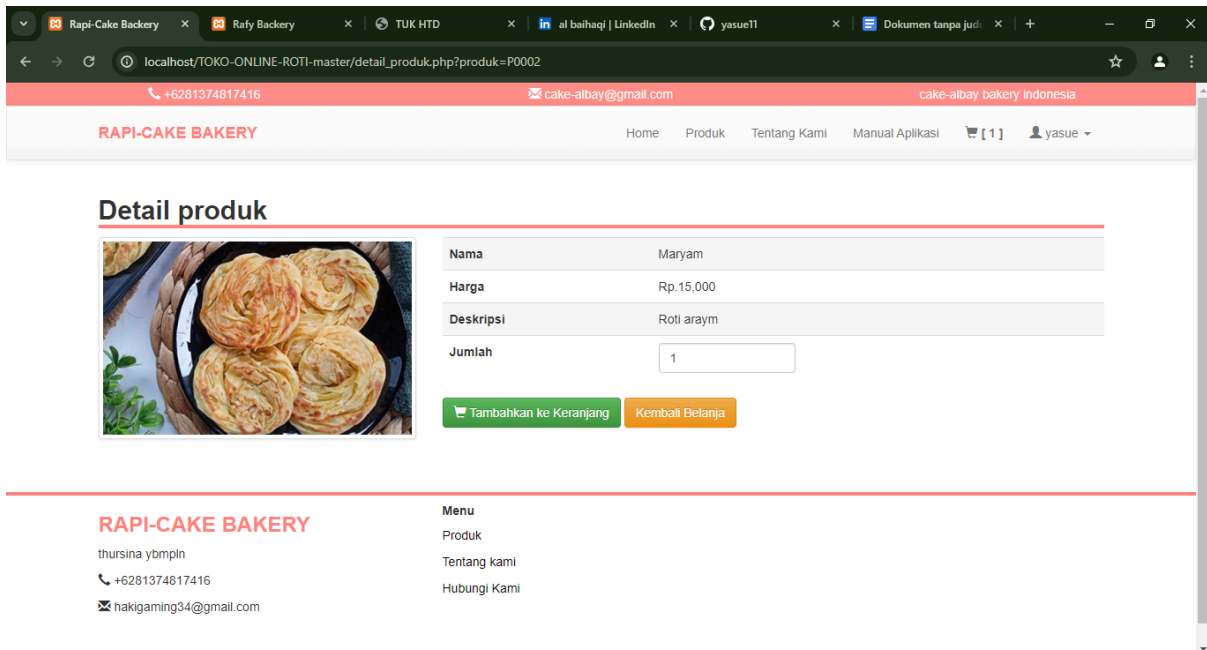 Rapi-Cake Backery
Rafy Backery
TUK HTD
al baihaqi | LinkedIn
yasue11
Dokumen tanpa judu
localhost/TOKO-ONLINE-ROTI-master/detail_produk.php?produk=P0002
+6281374817416
cake-albay@gmail.com
cake-albay bakery indonesia
RAPI-CAKE BAKERY
Home
Produk
Tentang Kami
Manual Aplikasi
[ 1 ]
yasue
Detail produk
Nama
Maryam
Harga
Rp.15,000
Deskripsi
Roti araym
Jumlah
1
Tambahkan ke Keranjang
Kembali Belanja
RAPI-CAKE BAKERY
thursina ybmpln
+6281374817416
hakigaming34@gmail.com
Menu
Produk
Tentang kami
Hubungi Kami